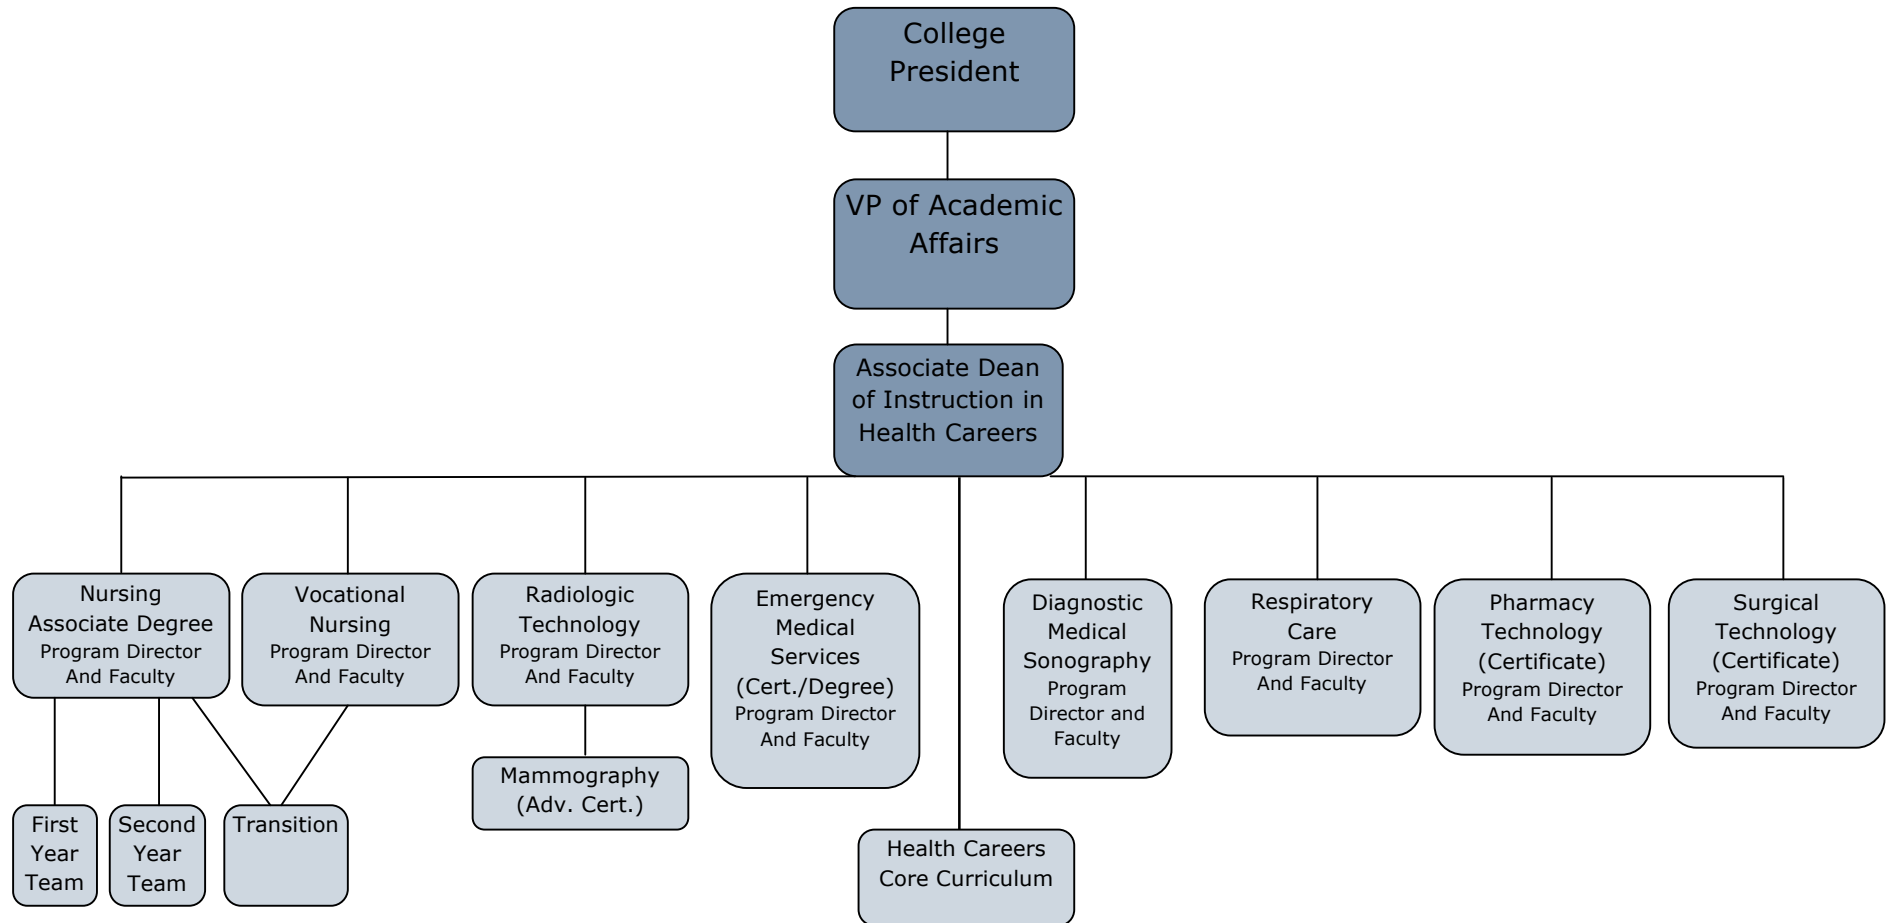 College
President
VP of Academic
Affairs
Associate Dean
of Instruction in
Health Careers
Nursing
Associate Degree
Program Director
And Faculty
Vocational
Nursing
Program Director
And Faculty
Radiologic
Technology
Program Director
And Faculty
Emergency
Medical
Services
(Cert./Degree)
Program Director
And Faculty
Diagnostic
Medical
Sonography
Program
Director and
Faculty
Respiratory
Care
Program Director
And Faculty
Pharmacy
Technology
(Certificate)
Program Director
And Faculty
Surgical
Technology
(Certificate)
Program Director
And Faculty
Mammography
(Adv. Cert.)
First
Year
Team
Second
Year
Team
Transition
Health Careers
Core Curriculum